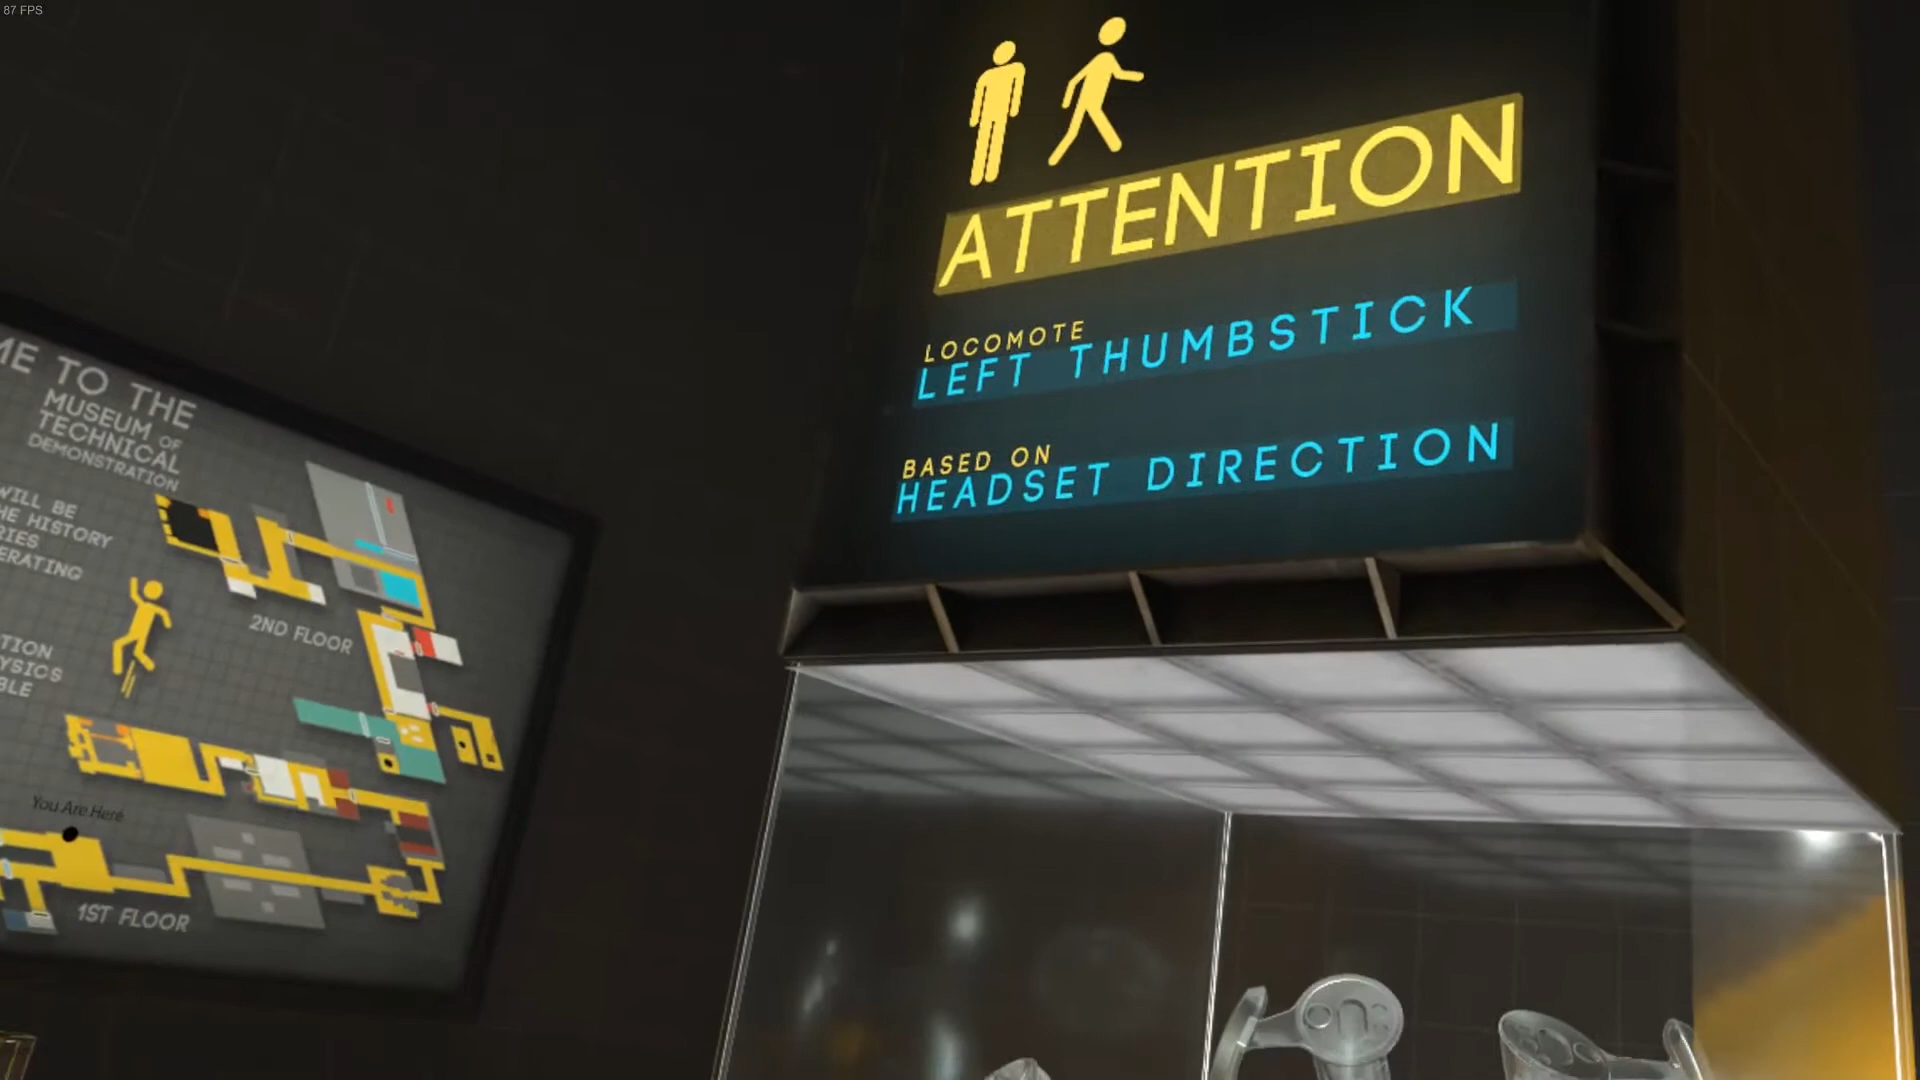 87 FPS
ATTENTION
LOCOMOTE
LEFT THUMBSTICK
BASED ON
HEADSET DIRECTION
ME TO THE
MUSEUM OF
TECHNICAL
DEMONSTRATION
WILL BE
HE HISTORY
RIES
ERATING
2ND FLOOR
TION
YSICS
BLE
You Are Here
1ST FLOOR